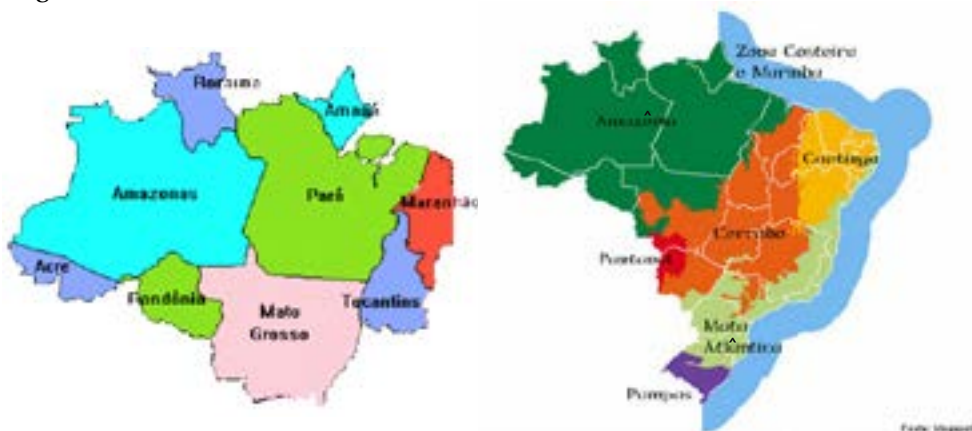 Roraima
Amapá
Amazonas
Pará
Maranhão
Acre
Rondônia
Tocantins
Mato
Grosso
Zona Costeira
e Marinha
Amazônia
Caatinga
Cerrado
Pantanal
Mata
Atlântica
Pampas
Fonte: